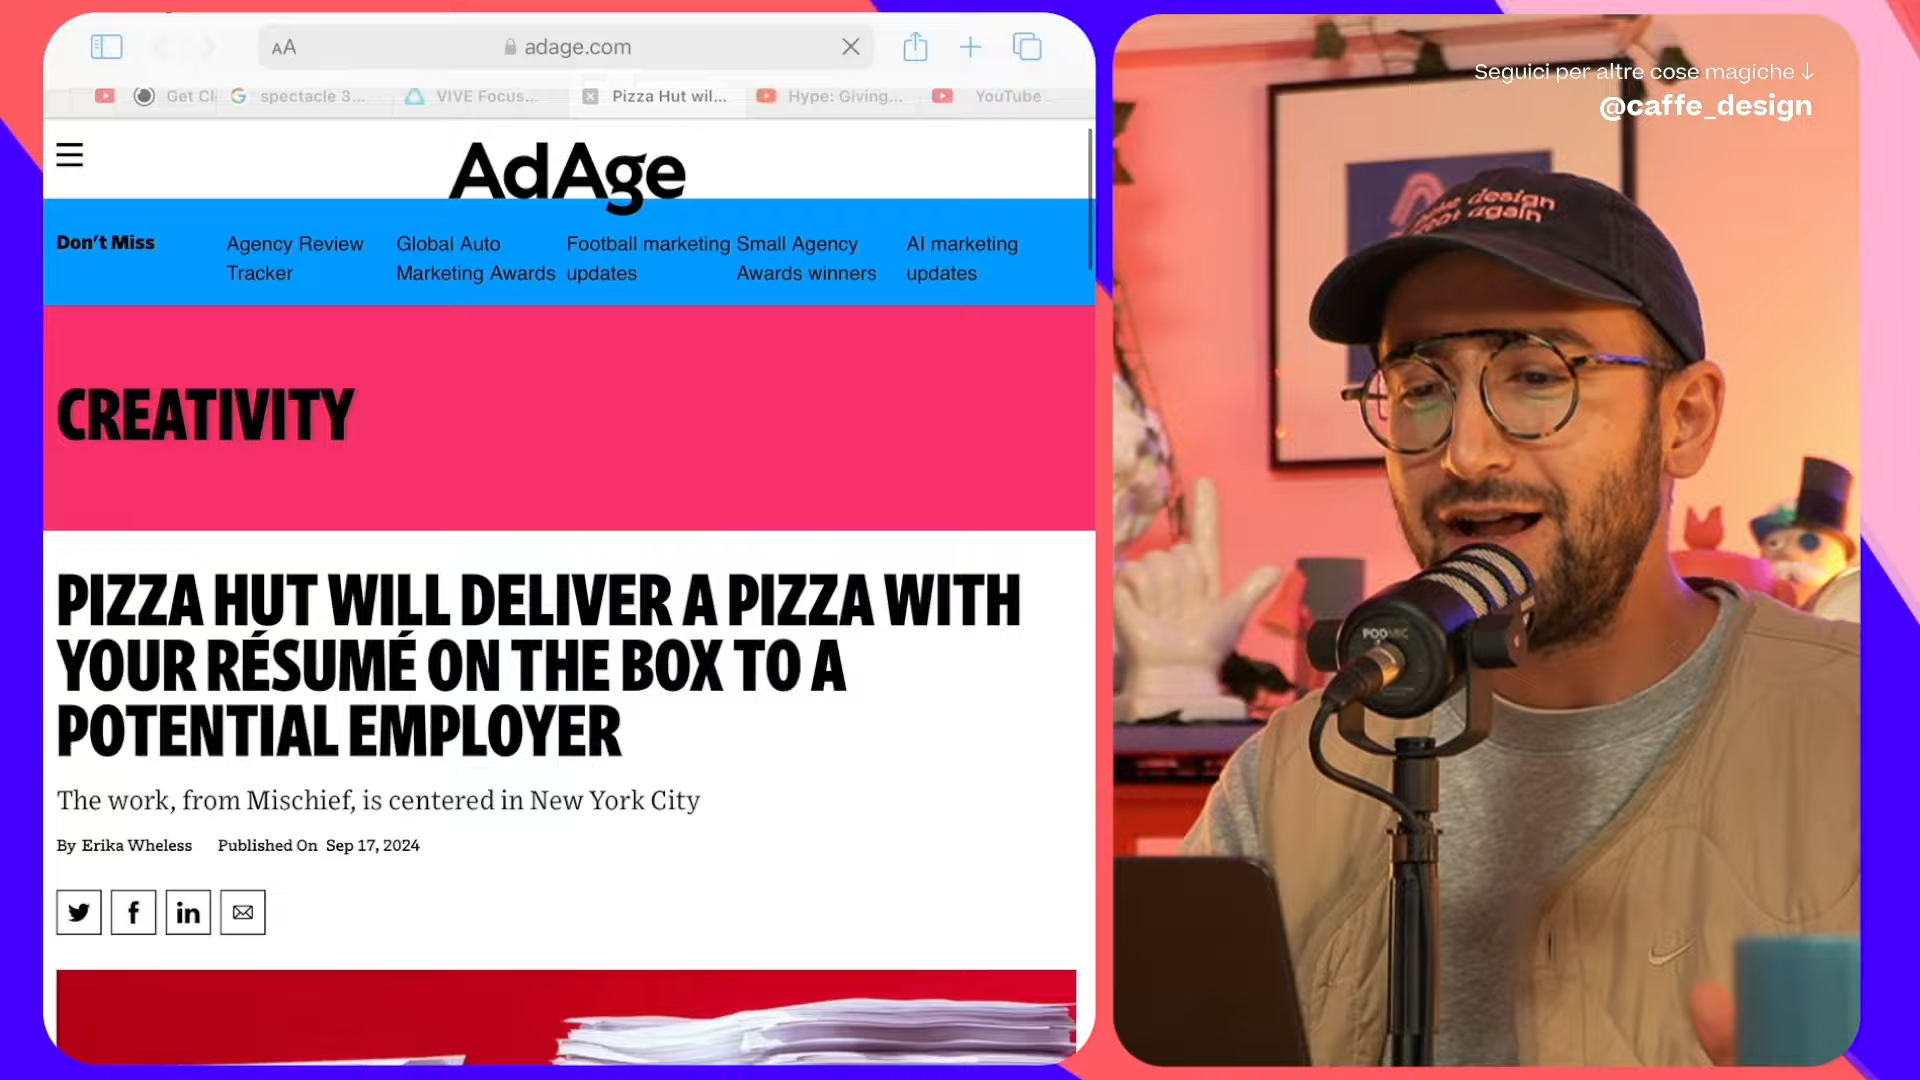 AA
adage.com
Get Cl
spectacle 3...
VIVE Focus...
Pizza Hut wil...
Hype: Giving...
YouTube
AdAge
Don't Miss
Agency Review
Tracker
Global Auto
Marketing Awards
Football marketing
updates
Small Agency
Awards winners
AI marketing
updates
CREATIVITY
PIZZA HUT WILL DELIVER A PIZZA WITH
YOUR RÉSUMÉ ON THE BOX TO A
POTENTIAL EMPLOYER
The work, from Mischief, is centered in New York City
By Erika Wheless Published On Sep 17, 2024
Seguici per altre cose magiche ↓
@caffe_design
design
again
PODMIC